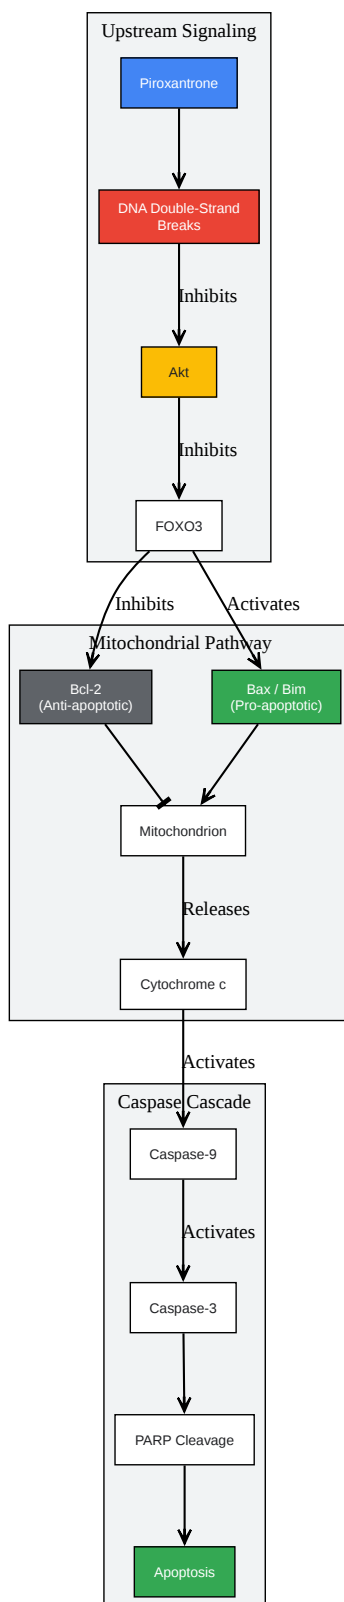 Upstream Signaling
Piroxantrone
DNA Double-Strand
Breaks
Inhibits
Akt
Inhibits
FOXO3
Inhibits
Activates
Mitochondrial Pathway
Bcl-2
(Anti-apoptotic)
Bax / Bim
(Pro-apoptotic)
Mitochondrion
Releases
Cytochrome c
Activates
Caspase Cascade
Caspase-9
Activates
Caspase-3
PARP Cleavage
Apoptosis